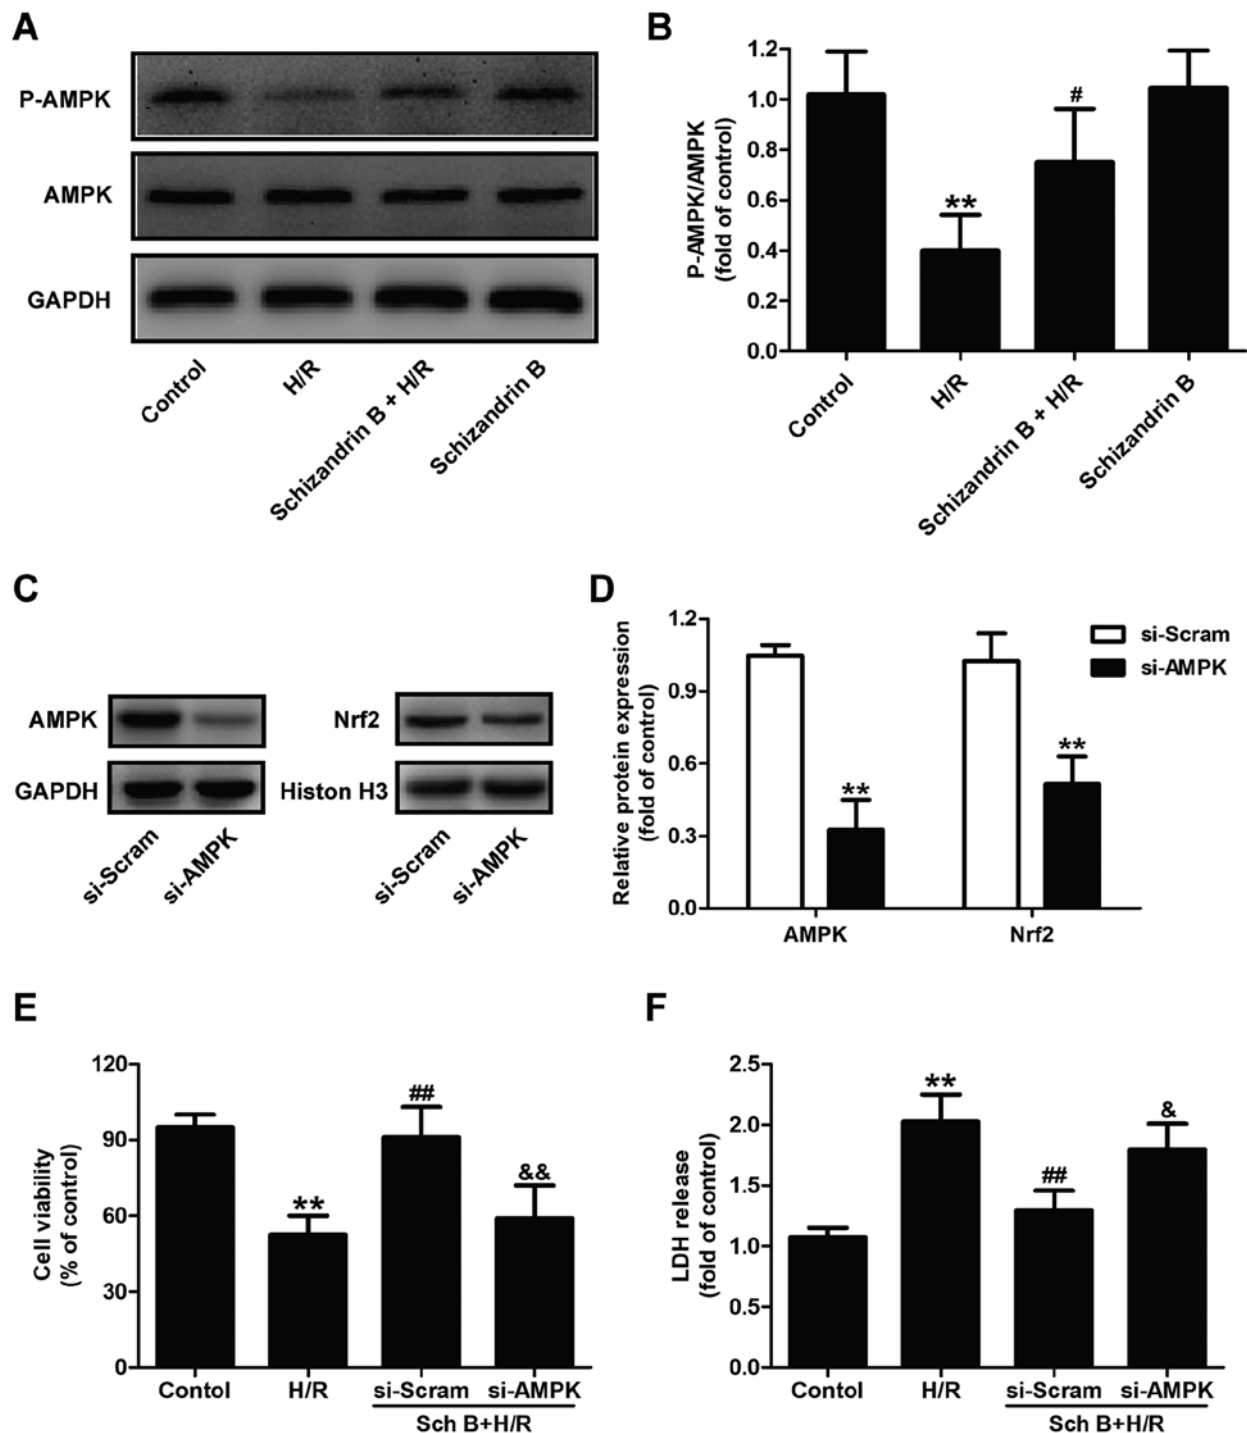 A
P-AMPK
AMPK
GAPDH
Control
H/R
Schizandrin B + H/R
Schizandrin B
B
P-AMPK/AMPK
(fold of control)
1.2
1.0
0.8
0.6
0.4
0.2
0.0
**
#
Control
H/R
Schizandrin B + H/R
Schizandrin B
C
AMPK
GAPDH
si-Scram
si-AMPK
Nrf2
Histon H3
si-Scram
si-AMPK
D
Relative protein expression
(fold of control)
1.2
0.9
0.6
0.3
0.0
**
**
si-Scram
si-AMPK
AMPK
Nrf2
E
Cell viability
(% of control)
120
90
60
30
0
**
##
&&
Contol
H/R
si-Scram
si-AMPK
Sch B+H/R
F
LDH release
(fold of control)
2.5
2.0
1.5
1.0
0.5
0.0
**
##
&
Control
H/R
si-Scram
si-AMPK
Sch B+H/R